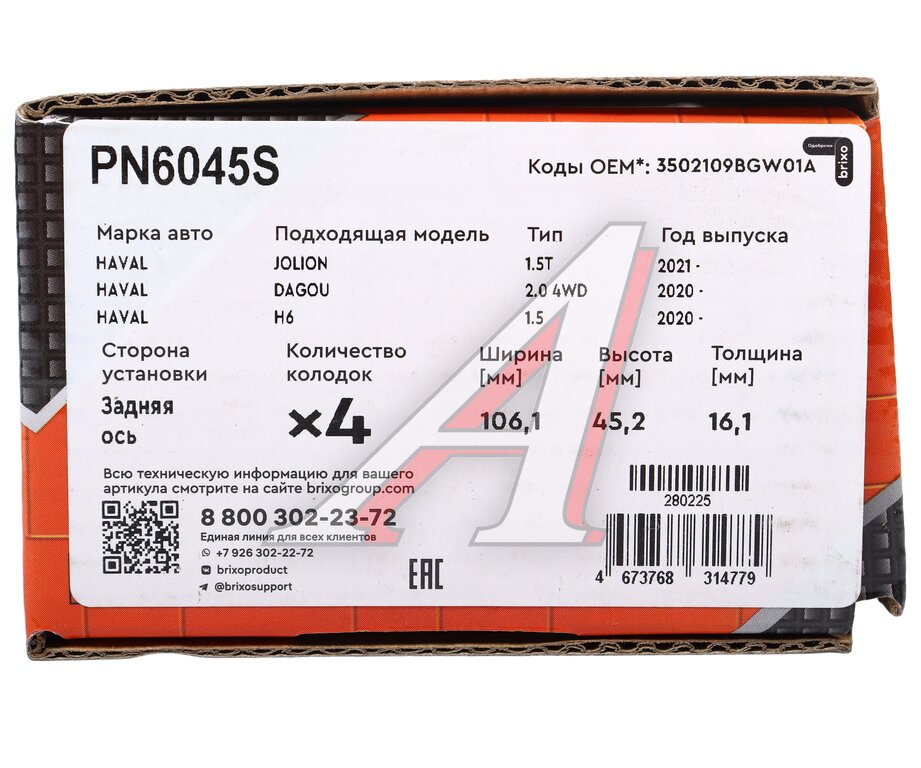 PN6045S
Коды OEM*: 3502109BGW01A
Одобрено brixo
Марка авто Подходящая модель Тип Год выпуска
HAVAL JOLION 1.5T 2021 -
HAVAL DAGOU 2.0 4WD 2020 -
HAVAL H6 1.5 2020 -
Сторона установки Количество колодок Ширина [мм] Высота [мм] Толщина [мм]
Задняя ось ×4 106,1 45,2 16,1
Всю техническую информацию для вашего
артикула смотрите на сайте brixogroup.com
8 800 302-23-72
Единая линия для всех клиентов
+7 926 302-22-72
brixoproduct
@brixosupport
EAC
280225
4 673768 314779